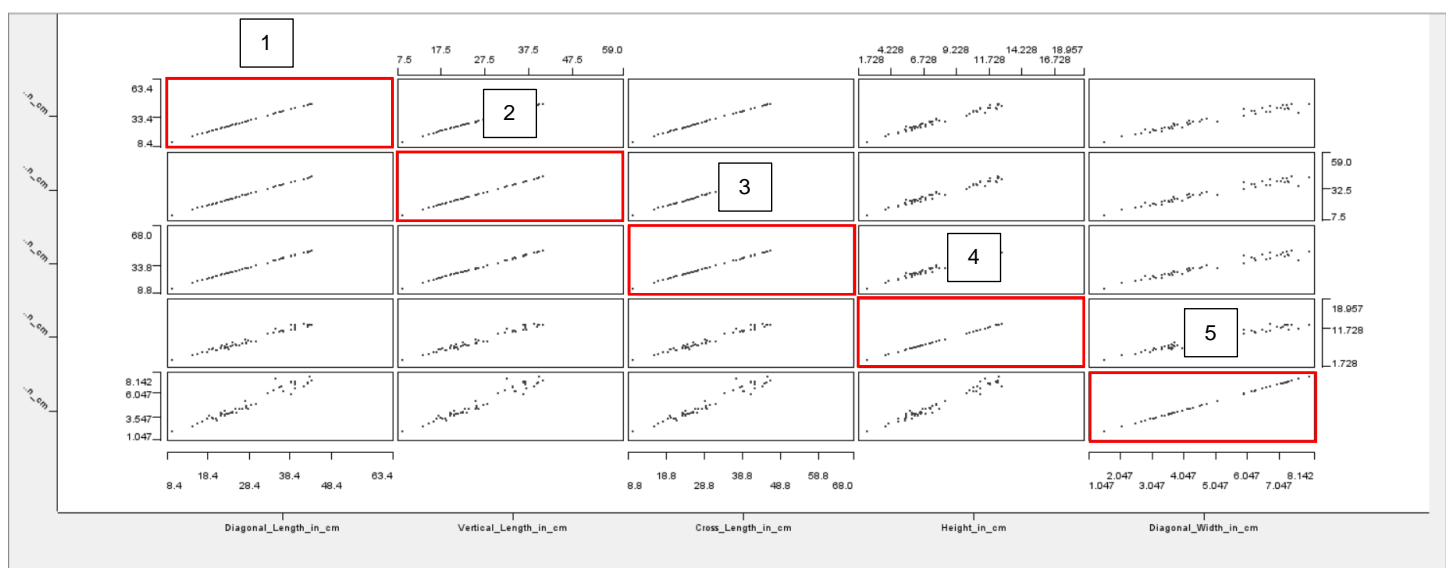 1
17.5 37.5 59.0
7.5 27.5 47.5
4.228 9.228 14.228 18.957
1.728 6.728 11.728 16.728
..n_cm
63.4
33.4
8.4
2
..n_cm
3
59.0
32.5
7.5
..n_cm
68.0
33.8
8.8
4
..n_cm
5
18.957
11.728
1.728
..n_cm
8.142
6.047
3.547
1.047
18.4 38.4 63.4
8.4 28.4 48.4
18.8 38.8 58.8
8.8 28.8 48.8 68.0
2.047 4.047 6.047 8.142
1.047 3.047 5.047 7.047
Diagonal_Length_in_cm Vertical_Length_in_cm Cross_Length_in_cm Height_in_cm Diagonal_Width_in_cm